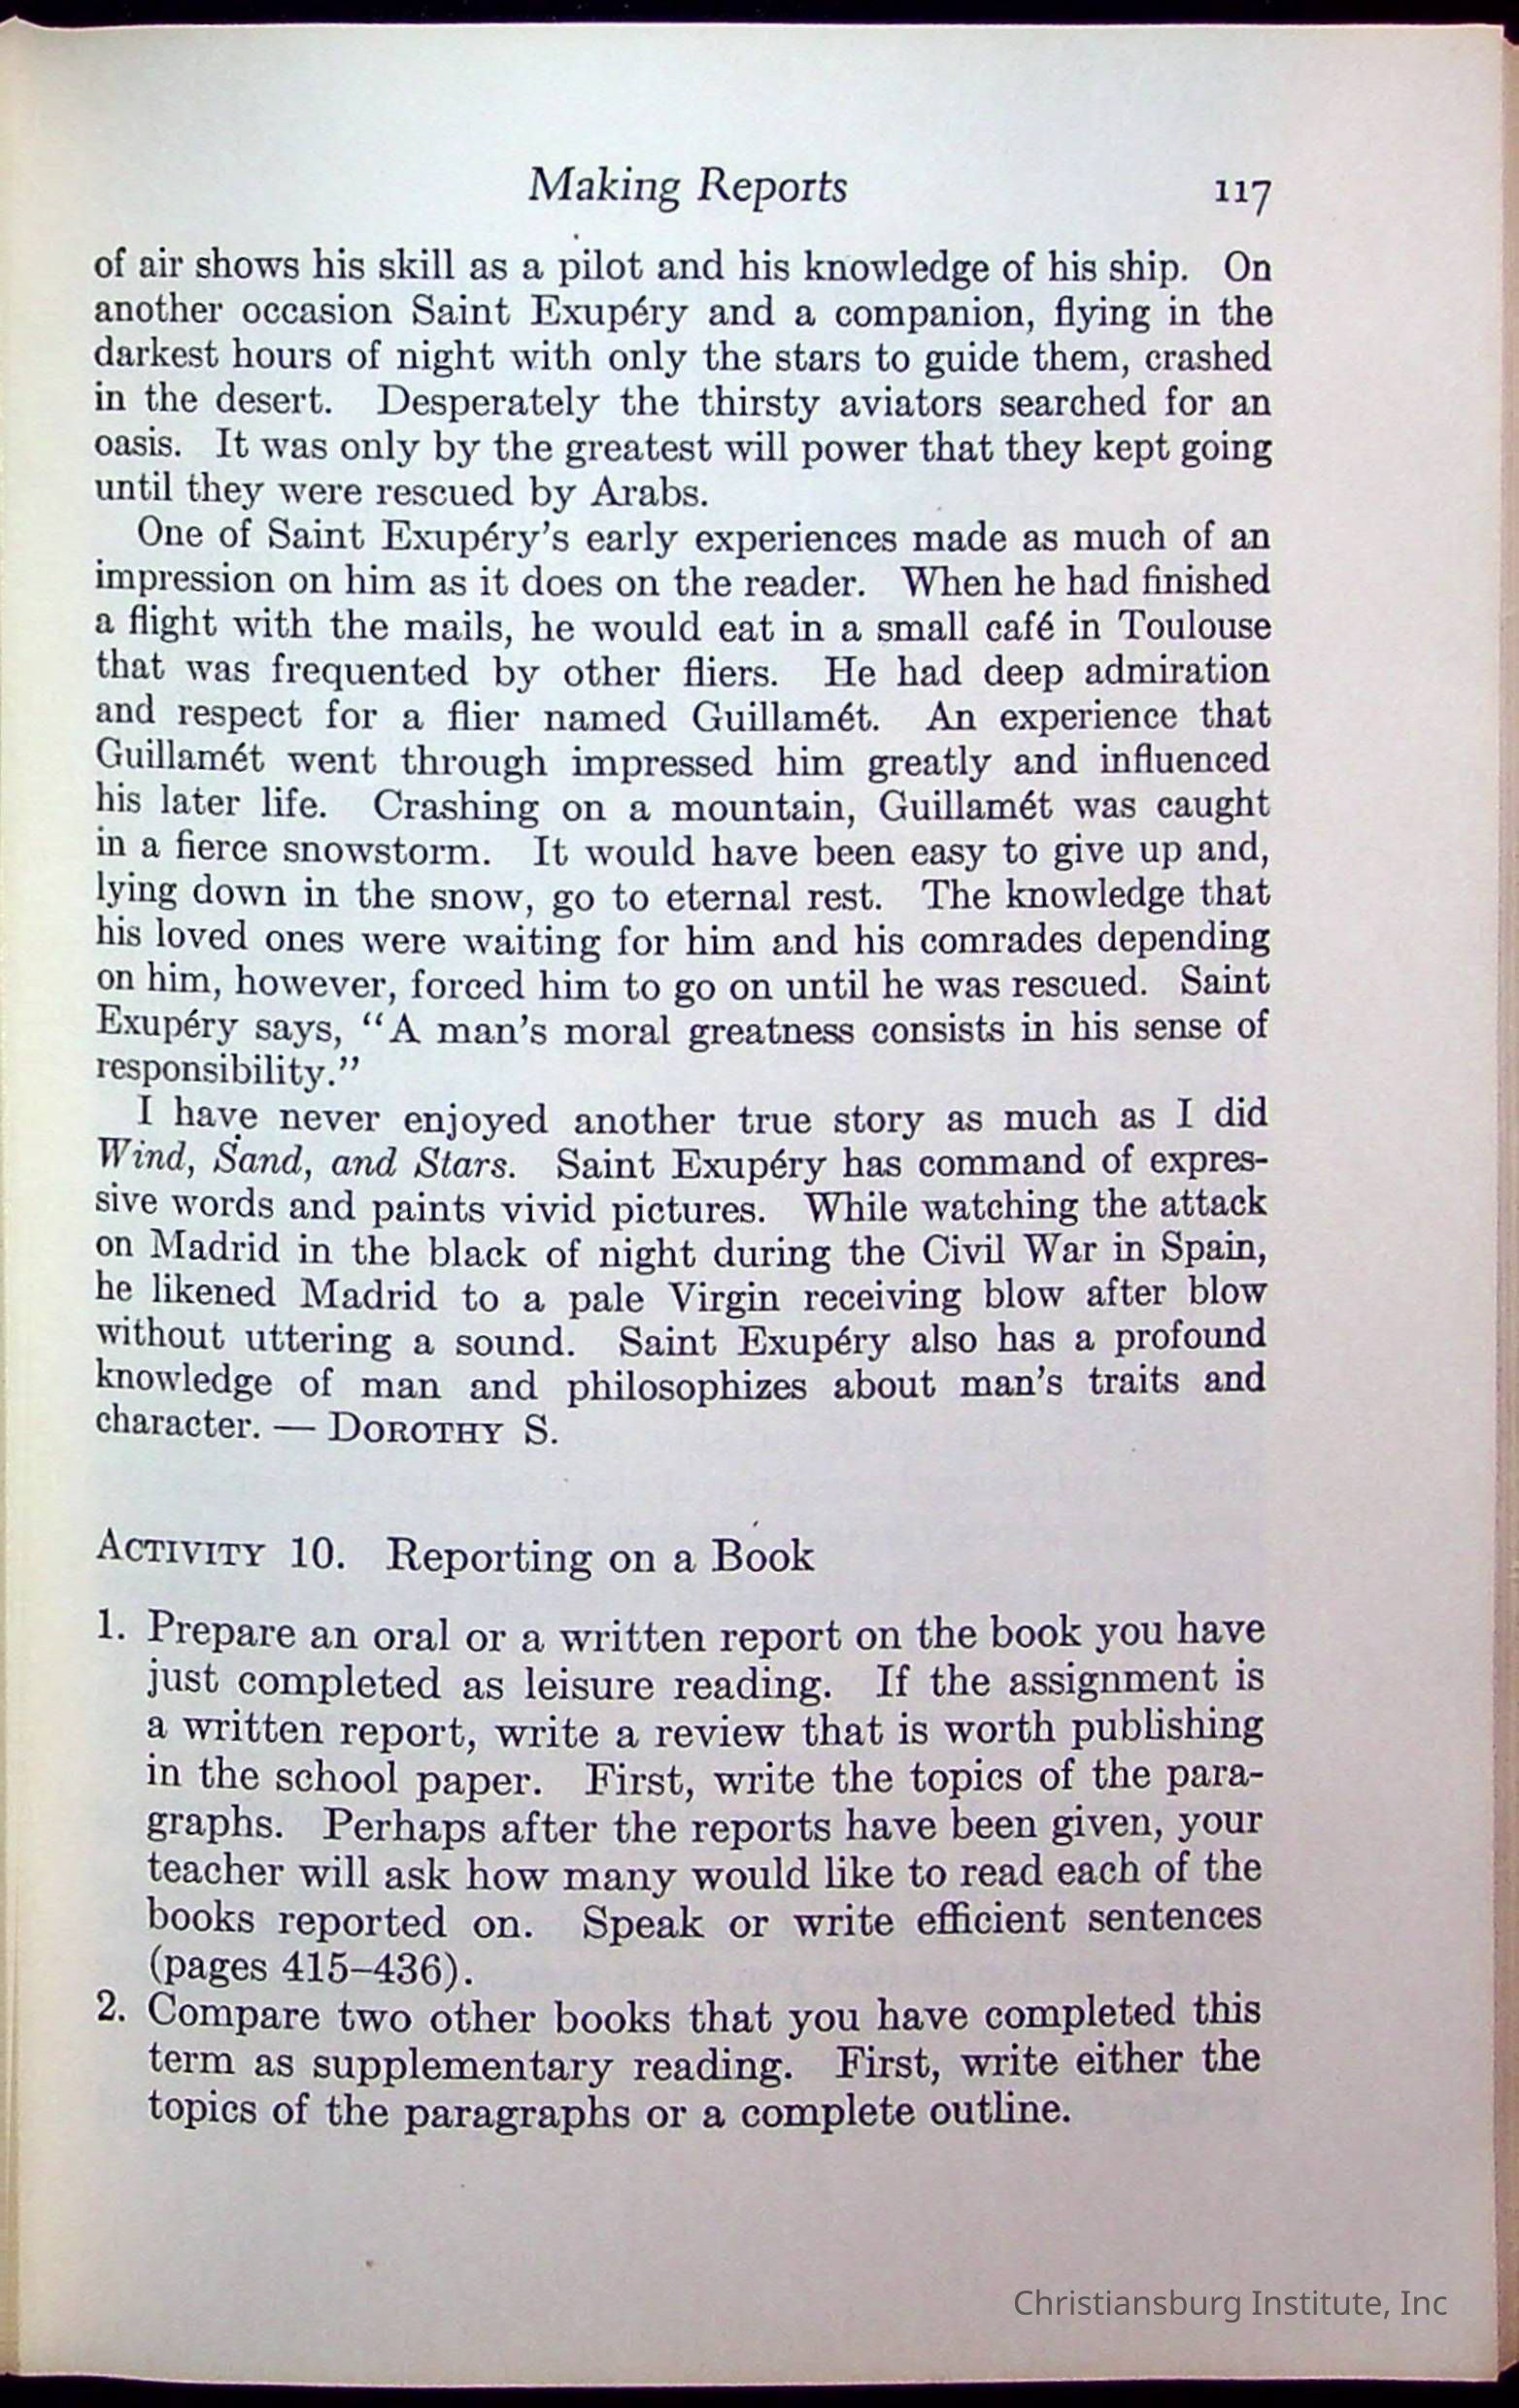 Making Reports 117
of air shows his skill as a pilot and his knowledge of his ship. On
another occasion Saint Exupéry and a companion, flying in the
darkest hours of night with only the stars to guide them, crashed
in the desert. Desperately the thirsty aviators searched for an
oasis. It was only by the greatest will power that they kept going
until they were rescued by Arabs.
One of Saint Exupéry's early experiences made as much of an
impression on him as it does on the reader. When he had finished
a flight with the mails, he would eat in a small café in Toulouse
that was frequented by other fliers. He had deep admiration
and respect for a flier named Guillamét. An experience that
Guillamét went through impressed him greatly and influenced
his later life. Crashing on a mountain, Guillamét was caught
in a fierce snowstorm. It would have been easy to give up and,
lying down in the snow, go to eternal rest. The knowledge that
his loved ones were waiting for him and his comrades depending
on him, however, forced him to go on until he was rescued. Saint
Exupéry says, “A man's moral greatness consists in his sense of
responsibility.”
I have never enjoyed another true story as much as I did
Wind, Sand, and Stars. Saint Exupéry has command of expres-
sive words and paints vivid pictures. While watching the attack
on Madrid in the black of night during the Civil War in Spain,
he likened Madrid to a pale Virgin receiving blow after blow
without uttering a sound. Saint Exupéry also has a profound
knowledge of man and philosophizes about man's traits and
character. — DOROTHY S.
ACTIVITY 10. Reporting on a Book
1. Prepare an oral or a written report on the book you have
just completed as leisure reading. If the assignment is
a written report, write a review that is worth publishing
in the school paper. First, write the topics of the para-
graphs. Perhaps after the reports have been given, your
teacher will ask how many would like to read each of the
books reported on. Speak or write efficient sentences
(pages 415–436).
2. Compare two other books that you have completed this
term as supplementary reading. First, write either the
topics of the paragraphs or a complete outline.
Christiansburg Institute, Inc